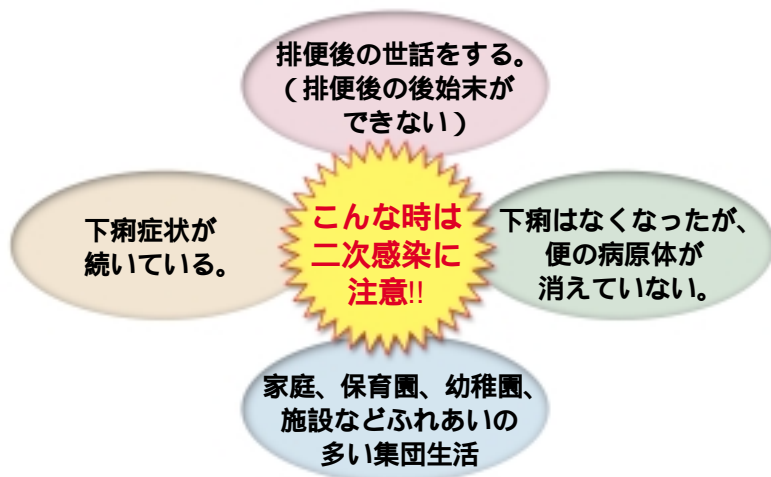 排便後の世話をする。
（排便後の後始末が
できない）
下痢症状が
続いている。
こんな時は
二次感染に
注意!!
下痢はなくなったが、
便の病原体が
消えていない。
家庭、保育園、幼稚園、
施設などふれあいの
多い集団生活